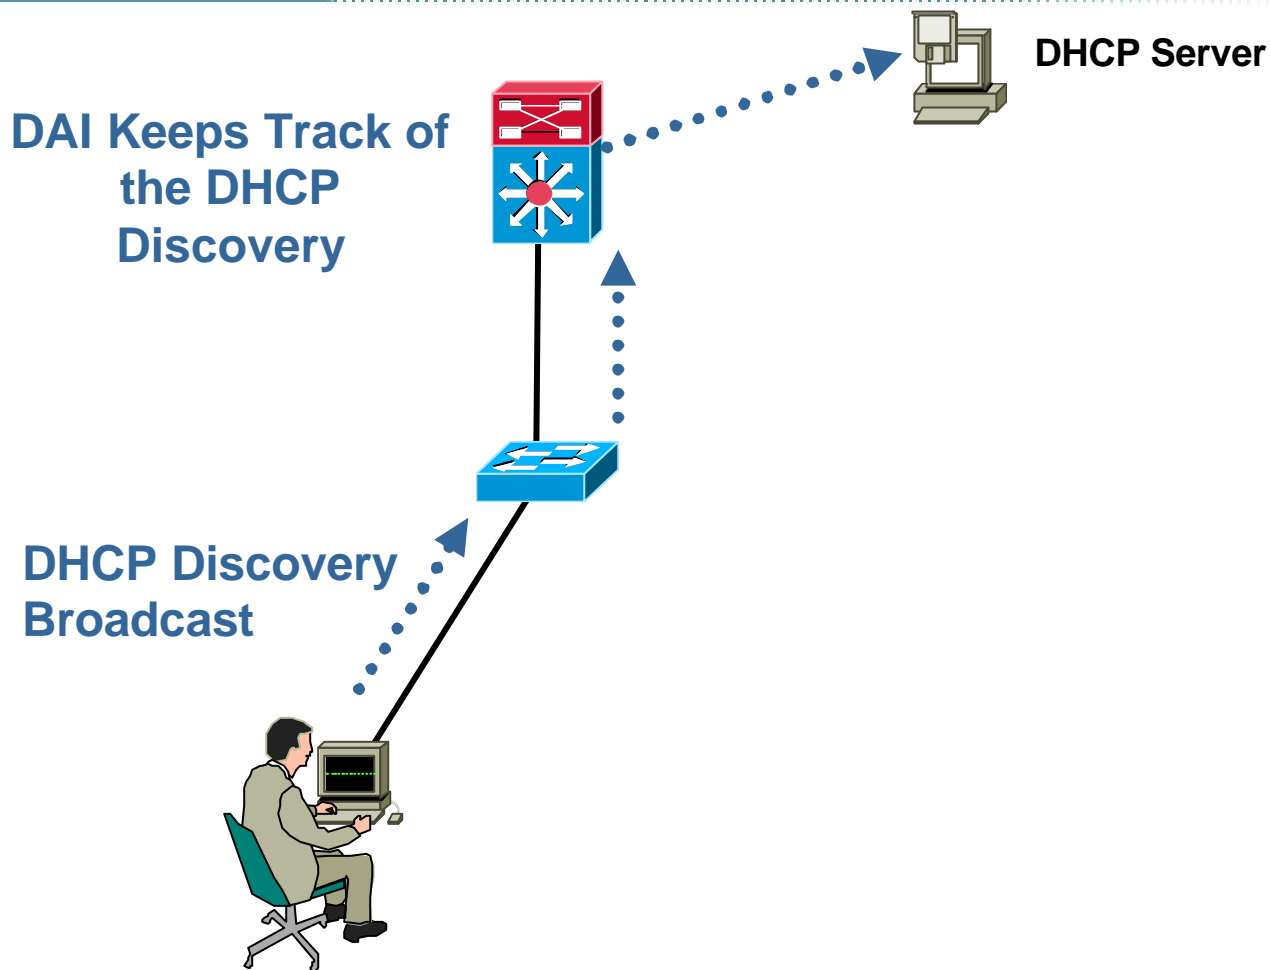 DHCP Server
DAI Keeps Track of
the DHCP
Discovery
DHCP Discovery
Broadcast